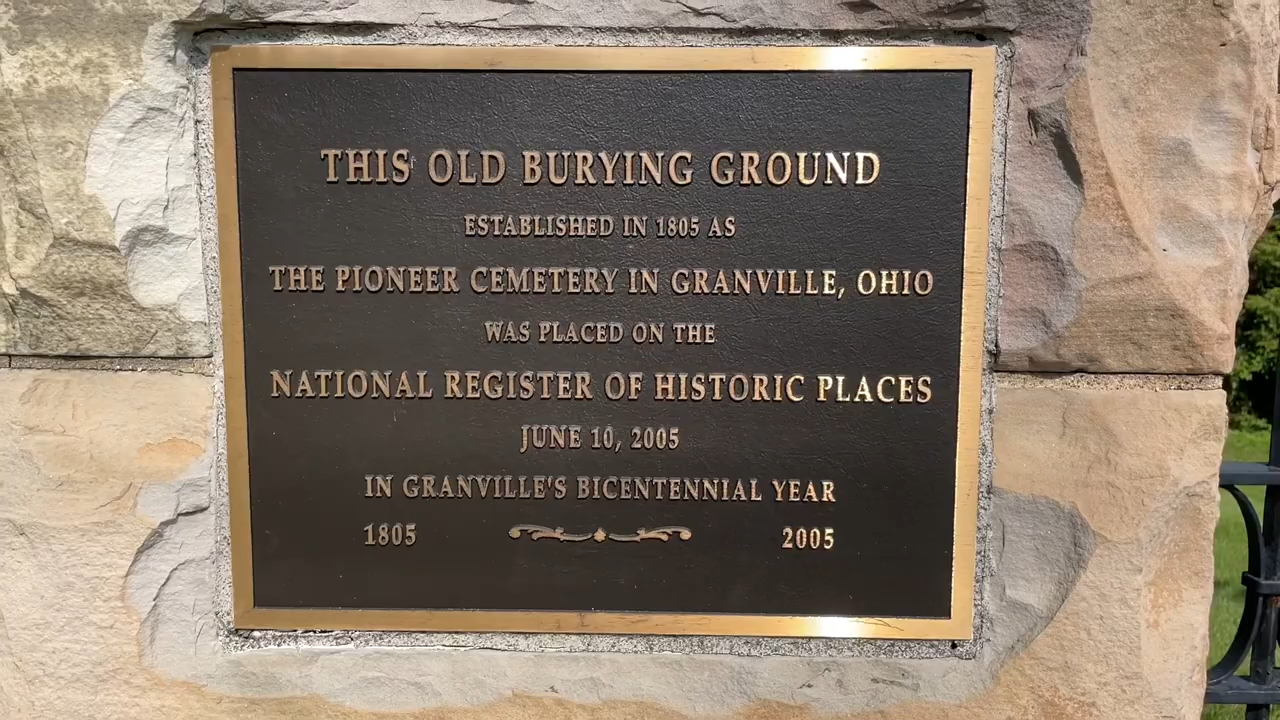 THIS OLD BURYING GROUND
ESTABLISHED IN 1805 AS
THE PIONEER CEMETERY IN GRANVILLE, OHIO
WAS PLACED ON THE
NATIONAL REGISTER OF HISTORIC PLACES
JUNE 10, 2005
IN GRANVILLE'S BICENTENNIAL YEAR
1805 2005